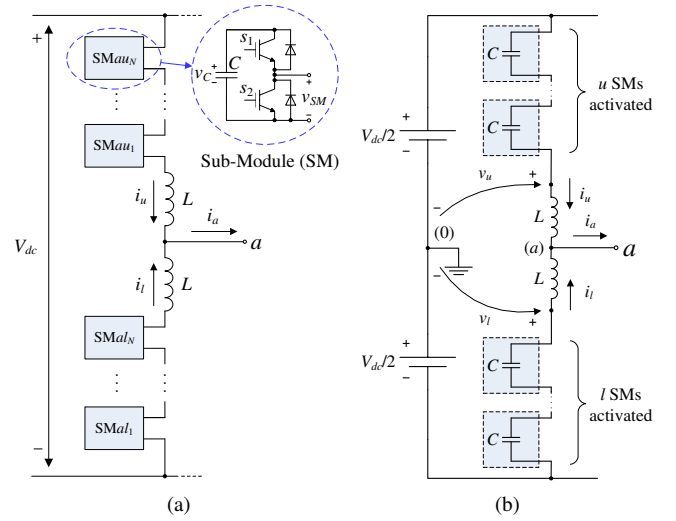 +
SMau_N
s_1
v_C
+
−
C
+
v_SM
−
s_2
SMau_1
Sub-Module (SM)
i_u
L
i_a
a
V_dc
i_l
L
SMal_N
SMal_1
−
(a)
C
C
u SMs
activated
+
V_dc/2
−
v_u
+
−
(0)
i_u
L
i_a
(a)
a
L
−
i_l
v_l
+
+
V_dc/2
−
C
C
l SMs
activated
(b)